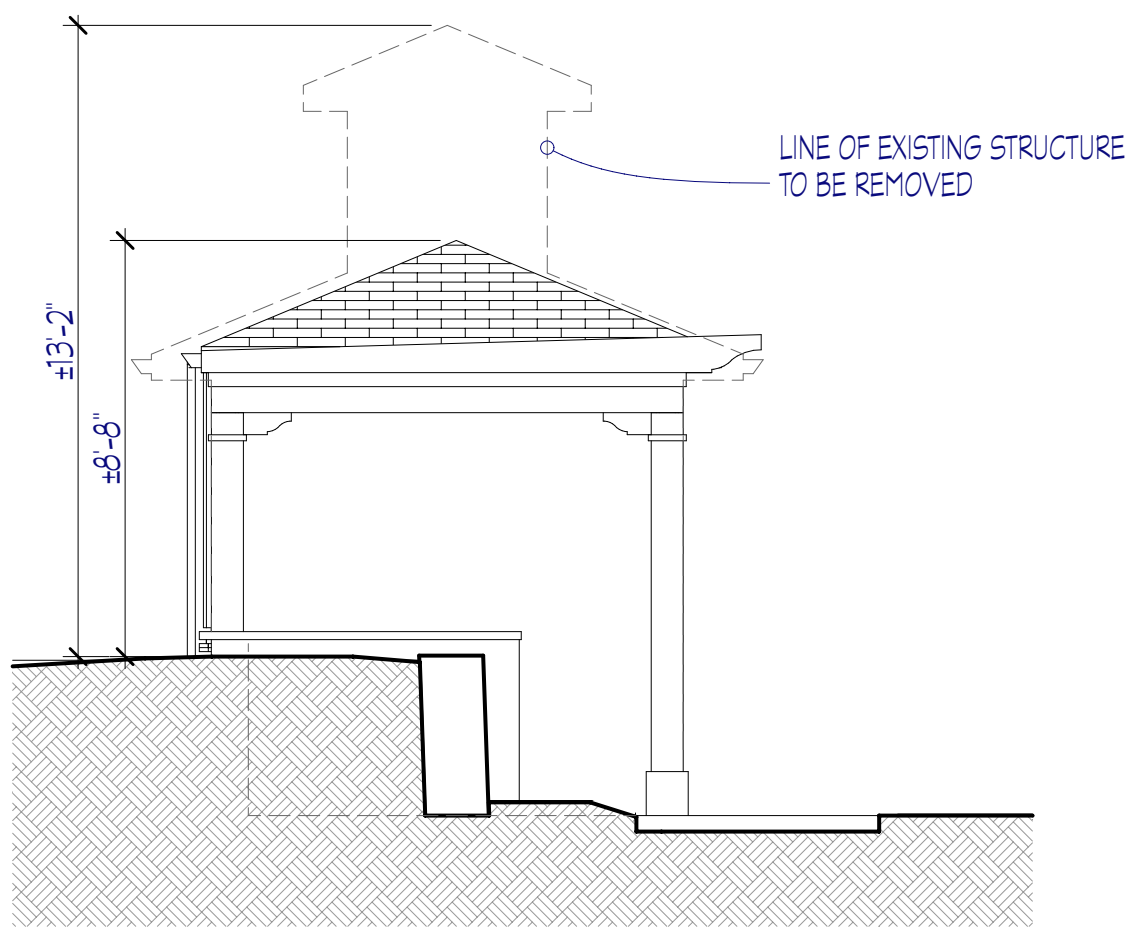 LINE OF EXISTING STRUCTURE
TO BE REMOVED
±13'-2"
±8'-8"